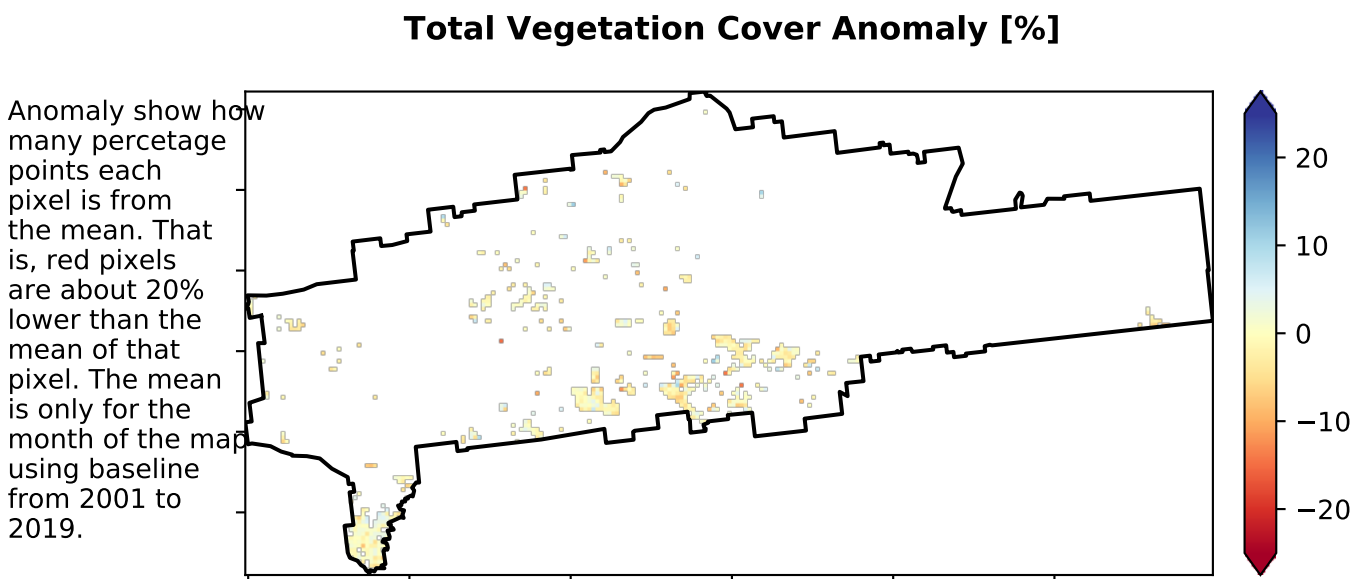 Total Vegetation Cover Anomaly [%]
Anomaly show how
many percetage
points each
pixel is from
the mean. That
is, red pixels
are about 20%
lower than the
mean of that
pixel. The mean
is only for the
month of the map
using baseline
from 2001 to
2019.
20
10
0
−10
−20